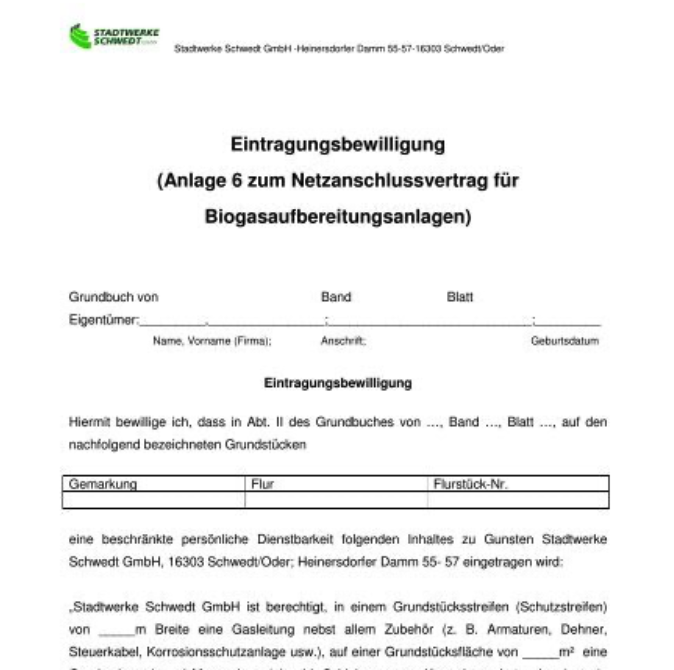 STADTWERKE
SCHWEDT
Stadtwerke Schwedt GmbH -Heinersdorfer Damm 55-57-16303 Schwedt/Oder
Eintragungsbewilligung
(Anlage 6 zum Netzanschlussvertrag für
Biogasaufbereitungsanlagen)
Grundbuch von Band Blatt
Eigentümer:__________,____________________;___________________________________;___________
Name, Vorname (Firma); Anschrift; Geburtsdatum
Eintragungsbewilligung
Hiermit bewillige ich, dass in Abt. II des Grundbuches von …, Band …, Blatt …, auf den
nachfolgend bezeichneten Grundstücken
Gemarkung Flur Flurstück-Nr.
eine beschränkte persönliche Dienstbarkeit folgenden Inhaltes zu Gunsten Stadtwerke
Schwedt GmbH, 16303 Schwedt/Oder; Heinersdorfer Damm 55- 57 eingetragen wird:
„Stadtwerke Schwedt GmbH ist berechtigt, in einem Grundstücksstreifen (Schutzstreifen)
von _____m Breite eine Gasleitung nebst allem Zubehör (z. B. Armaturen, Dehner,
Steuerkabel, Korrosionsschutzanlage usw.), auf einer Grundstücksfläche von _____m² eine